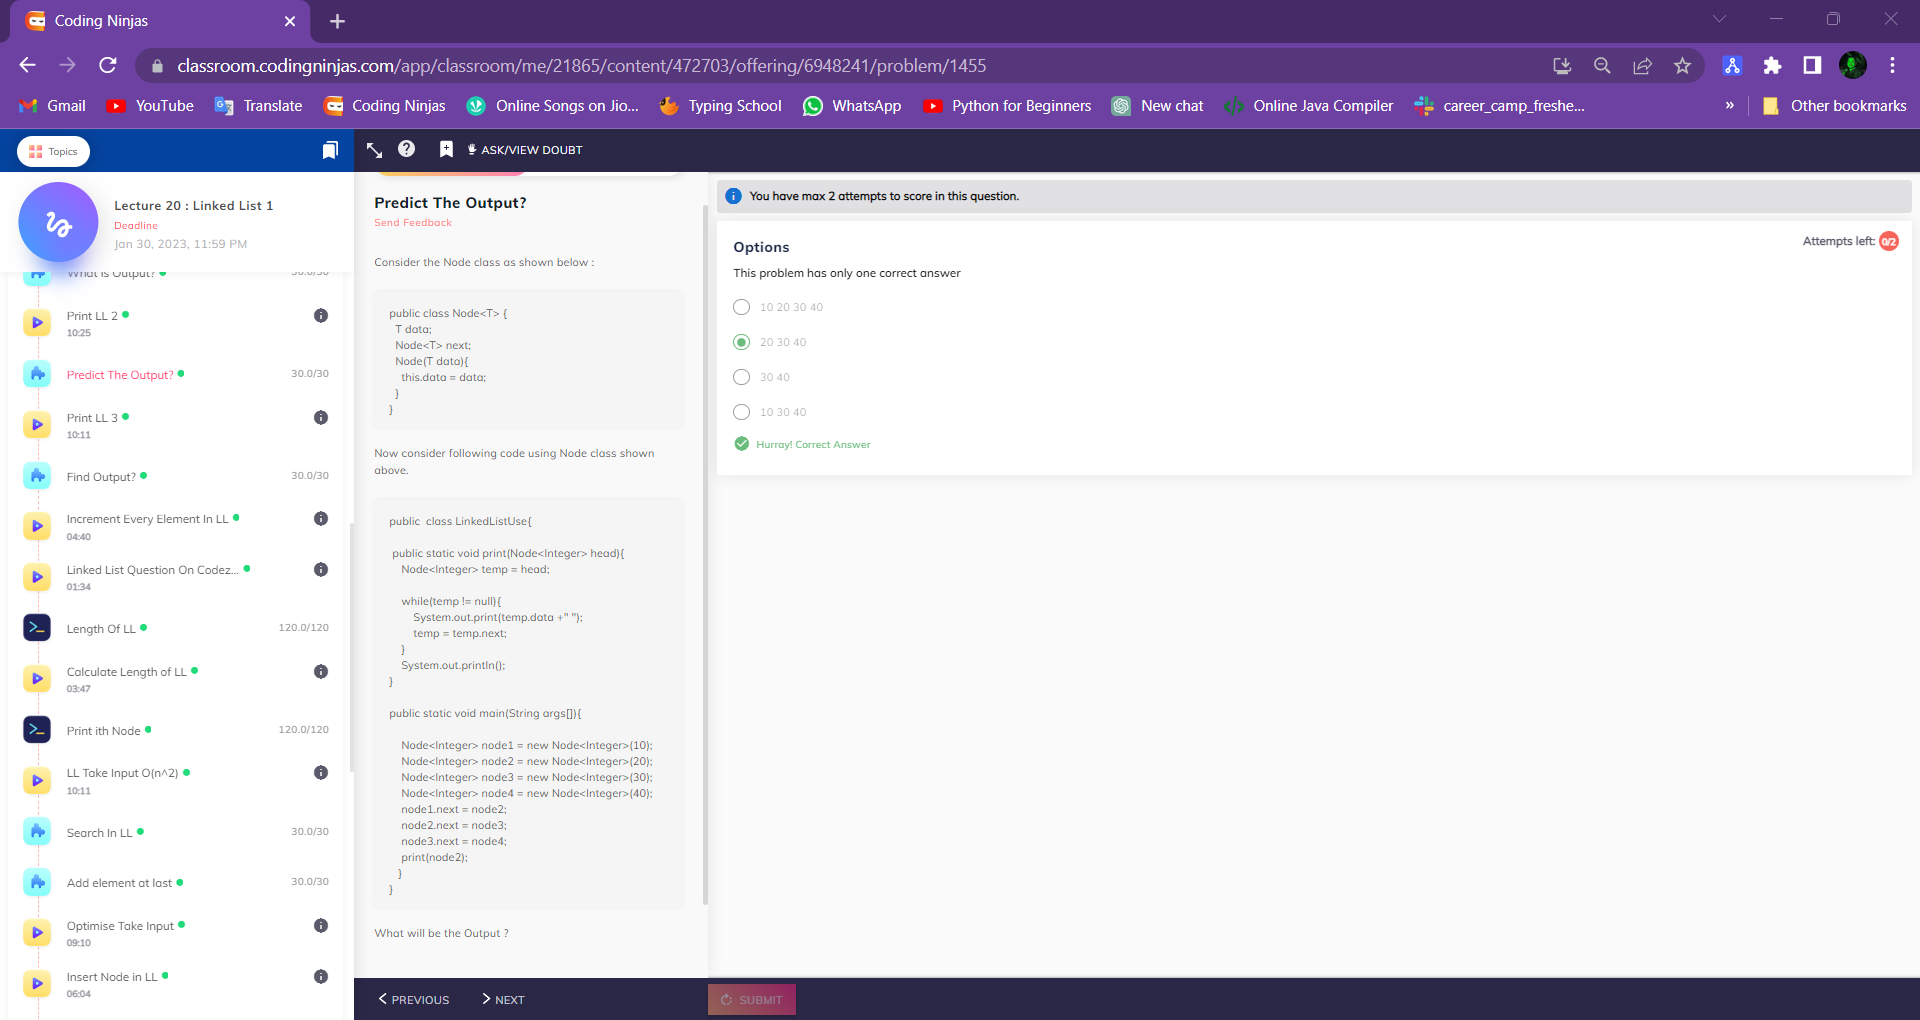 Coding Ninjas
classroom.codingninjas.com/app/classroom/me/21865/content/472703/offering/6948241/problem/1455
Gmail
YouTube
Translate
Coding Ninjas
Online Songs on Jio...
Typing School
WhatsApp
Python for Beginners
New chat
Online Java Compiler
career_camp_freshe...
»
Other bookmarks
Topics
ASK/VIEW DOUBT
Lecture 20 : Linked List 1
Deadline
Jan 30, 2023, 11:59 PM
What is Output?
30.0/30
Print LL 2
10:25
Predict The Output?
30.0/30
Print LL 3
10:11
Find Output?
30.0/30
Increment Every Element In LL
04:40
Linked List Question On Codez...
01:34
Length Of LL
120.0/120
Calculate Length of LL
03:47
Print ith Node
120.0/120
LL Take Input O(n^2)
10:11
Search In LL
30.0/30
Add element at last
30.0/30
Optimise Take Input
09:10
Insert Node in LL
06:04
Predict The Output?
Send Feedback
Consider the Node class as shown below :
public class Node<T> {
T data;
Node<T> next;
Node(T data){
this.data = data;
}
}
Now consider following code using Node class shown
above.
public  class LinkedListUse{
public static void print(Node<Integer> head){
Node<Integer> temp = head;
while(temp != null){
System.out.print(temp.data +" ");
temp = temp.next;
}
System.out.println();
}
public static void main(String args[]){
Node<Integer> node1 = new Node<Integer>(10);
Node<Integer> node2 = new Node<Integer>(20);
Node<Integer> node3 = new Node<Integer>(30);
Node<Integer> node4 = new Node<Integer>(40);
node1.next = node2;
node2.next = node3;
node3.next = node4;
print(node2);
}
}
What will be the Output ?
PREVIOUS
NEXT
You have max 2 attempts to score in this question.
Options
Attempts left: 0/2
This problem has only one correct answer
10 20 30 40
20 30 40
30 40
10 30 40
Hurray! Correct Answer
SUBMIT